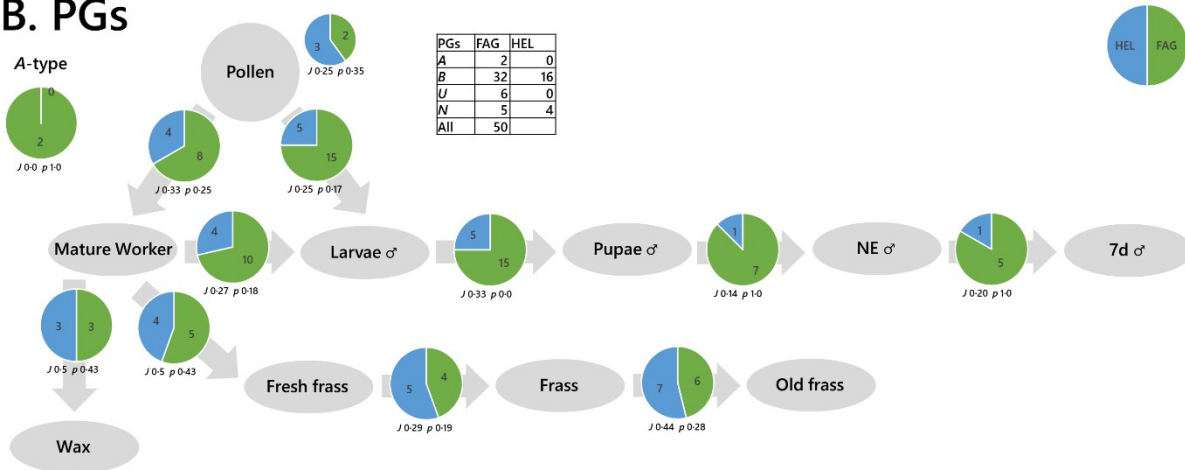 B. PGs
A-type
0
2
J 0·0 p 1·0
Pollen
3
2
J 0·25 p 0·35
PGs FAG HEL
A 2 0
B 32 16
U 6 0
N 5 4
All 50
HEL FAG
4
8
J 0·33 p 0·25
5
15
J 0·25 p 0·17
Mature Worker
4
10
J 0·27 p 0·18
Larvae ♂
5
15
J 0·33 p 0·0
Pupae ♂
1
7
J 0·14 p 1·0
NE ♂
1
5
J 0·20 p 1·0
7d ♂
3 3
J 0·5 p 0·43
4
5
J 0·5 p 0·43
Fresh frass
5
4
J 0·29 p 0·19
Frass
7
6
J 0·44 p 0·28
Old frass
Wax